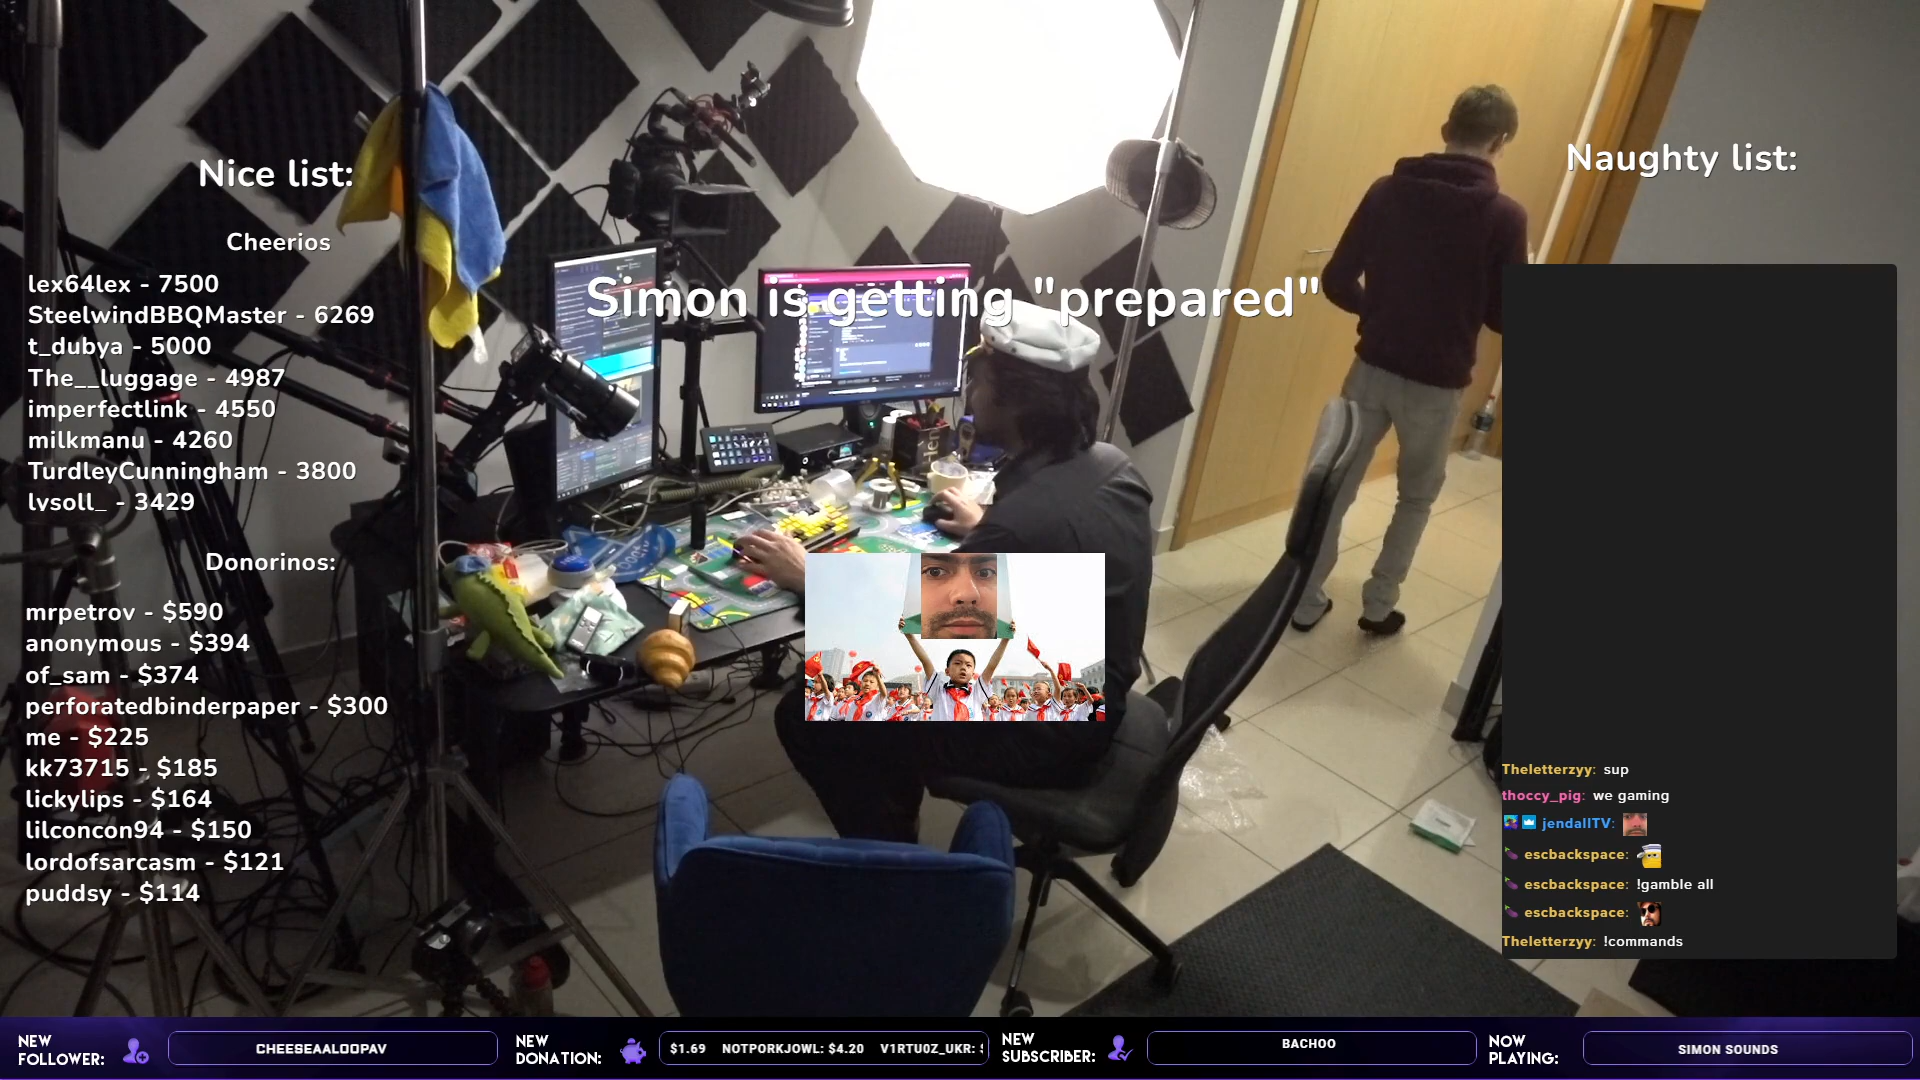 Nice list:
Cheerios
lex64lex - 7500
SteelwindBBQMaster - 6269
t_dubya - 5000
The__luggage - 4987
imperfectlink - 4550
milkmanu - 4260
TurdleyCunningham - 3800
lvsoll_ - 3429
Donorinos:
mrpetrov - $590
anonymous - $394
of_sam - $374
perforatedbinderpaper - $300
me - $225
kk73715 - $185
lickylips - $164
lilconcon94 - $150
lordofsarcasm - $121
puddsy - $114
Simon is getting "prepared"
Naughty list:
Theletterzyy: sup
thoccy_pig: we gaming
jendallTV:
escbackspace:
escbackspace: !gamble all
escbackspace:
Theletterzyy: !commands
NEW FOLLOWER:
CHEESEAALOOPAV
NEW DONATION:
$1.69 NOTPORKJOWL: $4.20 V1RTU0Z_UKR:
NEW SUBSCRIBER:
BACHOO
NOW PLAYING:
SIMON SOUNDS